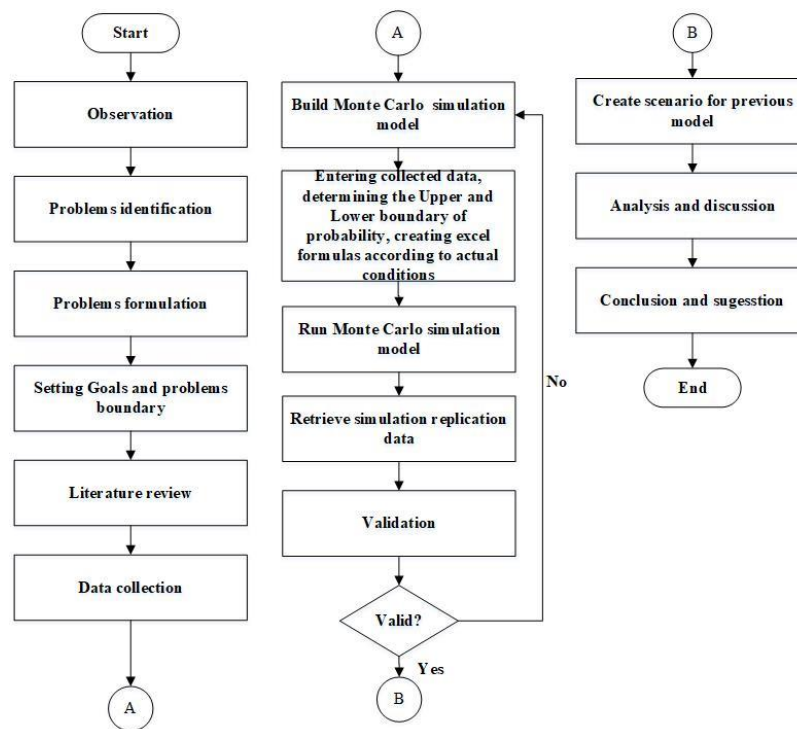 Start
Observation
Problems identification
Problems formulation
Setting Goals and problems
boundary
Literature review
Data collection
A
A
Build Monte Carlo simulation
model
Entering collected data,
determining the Upper and
Lower boundary of
probability, creating excel
formulas according to actual
conditions
Run Monte Carlo simulation
model
Retrieve simulation replication
data
Validation
Valid?
No
Yes
B
B
Create scenario for previous
model
Analysis and discussion
Conclusion and sugesstion
End